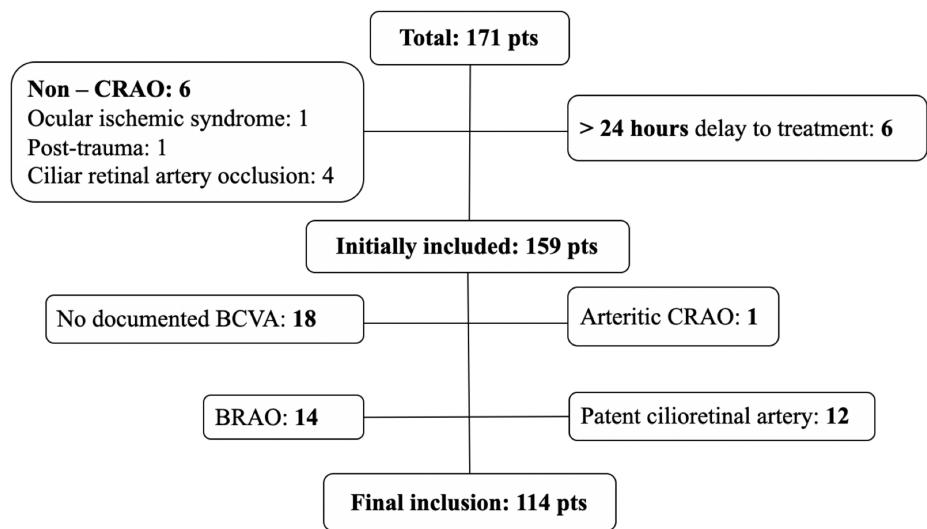 Total: 171 pts
Non – CRAO: 6
Ocular ischemic syndrome: 1
Post-trauma: 1
Ciliar retinal artery occlusion: 4
> 24 hours delay to treatment: 6
Initially included: 159 pts
No documented BCVA: 18
Arteritic CRAO: 1
BRAO: 14
Patent cilioretinal artery: 12
Final inclusion: 114 pts